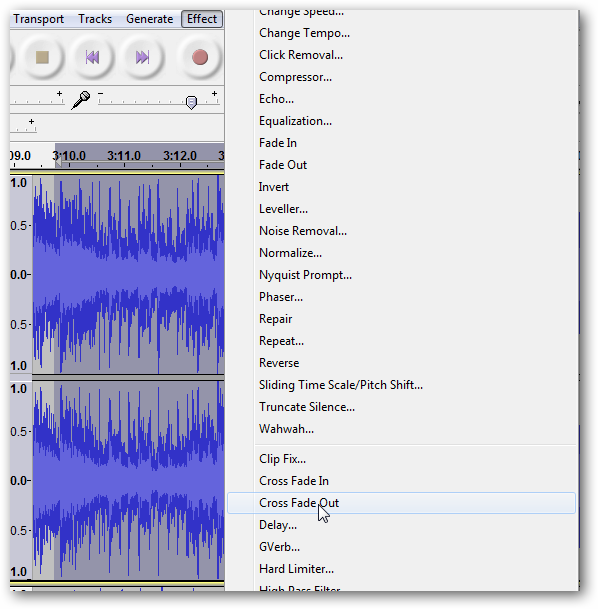 Transport Tracks Generate Effect
Change Speed...
Change Tempo...
Click Removal...
Compressor...
Echo...
Equalization...
Fade In
Fade Out
Invert
Leveller...
Noise Removal...
Normalize...
Nyquist Prompt...
Phaser...
Repair
Repeat...
Reverse
Sliding Time Scale/Pitch Shift...
Truncate Silence...
Wahwah...
Clip Fix...
Cross Fade In
Cross Fade Out
Delay...
GVerb...
Hard Limiter...
High Pass Filter
- +
+
+
09.0 3:10.0 3:11.0 3:12.0 3
1.0
0.5-
0.0-
0.5-
1.0
1.0
0.5-
0.0-
0.5-
1.0